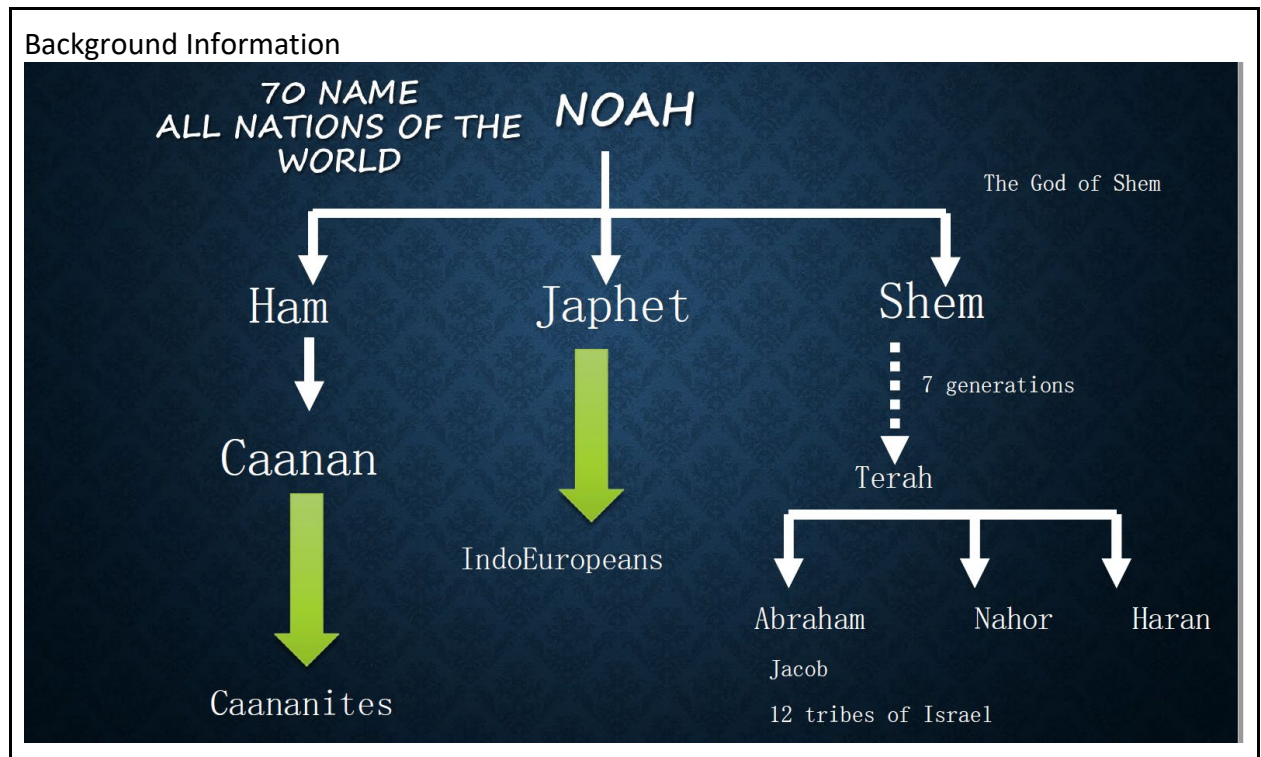 Background Information
70 NAME
ALL NATIONS OF THE
WORLD
NOAH
The God of Shem
Ham
Japhet
Shem
7 generations
Caanan
Terah
IndoEuropeans
Abraham
Nahor
Haran
Jacob
Caananites
12 tribes of Israel